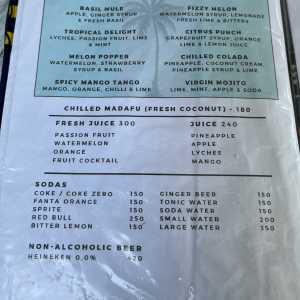 BASIL MULE
APPLE, GINGER SYRUP
& FRESH BASIL
FIZZY MELON
WATERMELON SYRUP, LEMONADE
FRESH LIME & BITTERS
TROPICAL DELIGHT
LYCHES, PASSION FRUIT, LIME
& MINT
CITRUS PUNCH
GRAPEFRUIT SYRUP, ORANGE
LIME & LEMON JUICE
MELON POPPER
WATERMELON, STRAWBERRY
SYRUP & BASIL
CHILLED COLADA
PINEAPPLE, COCONUT CREAM,
PINEAPPLE SYRUP & LIME
SPICY MANGO TANGO
MANGO, ORANGE, CHILLI & LIME
VIRGIN MOJITO
LIME, MINT, APPLE & SODA
CHILLED MADAFU (FRESH COCONUT) - 180
FRESH JUICE 300
PASSION FRUIT
WATERMELON
ORANGE
FRUIT COCKTAIL
JUICE 240
PINEAPPLE
APPLE
LYCHES
MANGO
SODAS
COKE / COKE ZERO 150
FANTA ORANGE 150
SPRITE 150
RED BULL 250
BITTER LEMON 150
GINGER BEER 150
TONIC WATER 150
SODA WATER 150
SMALL WATER 200
LARGE WATER 350
NON-ALCOHOLIC BEER
HEINEKEN 0,0%